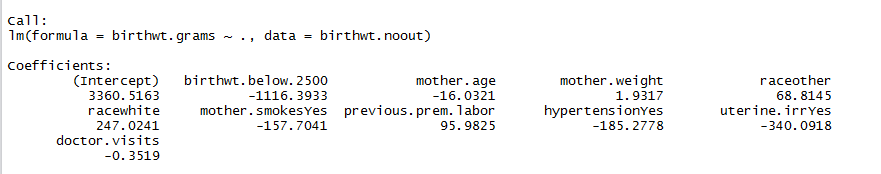 Call:
lm(formula = birthwt.grams ~ ., data = birthwt.noout)
Coefficients:
(Intercept) birthwt.below.2500 mother.age mother.weight raceother
3360.5163 -1116.3933 -16.0321 1.9317 68.8145
racewhite mother.smokesYes previous.prem.labor hypertensionYes uterine.irrYes
247.0241 -157.7041 95.9825 -185.2778 -340.0918
doctor.visits
-0.3519